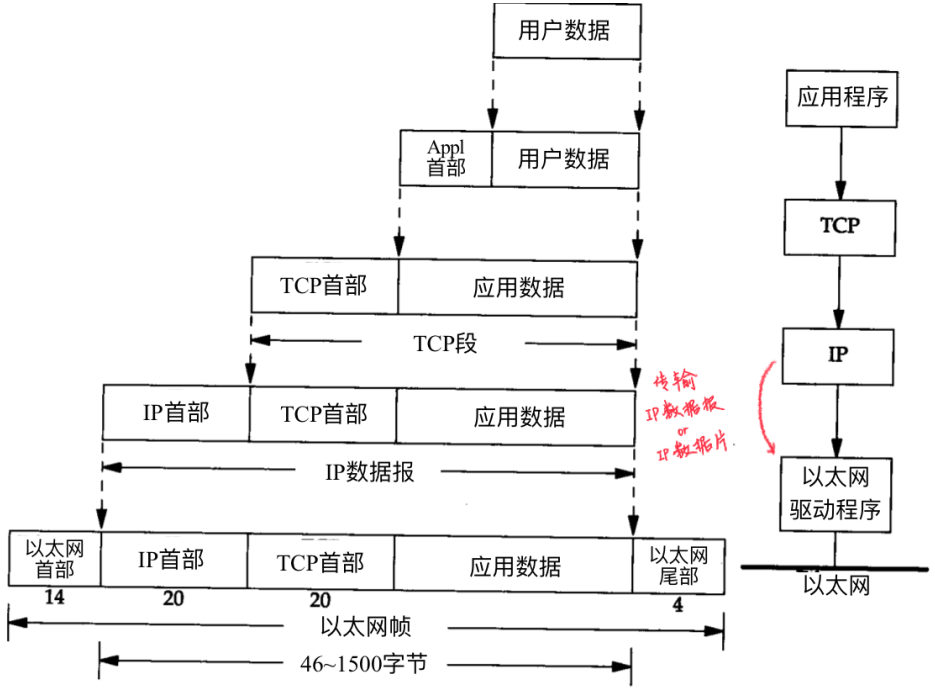 用户数据
应用程序
Appl
首部
用户数据
TCP
TCP首部
应用数据
TCP段
IP
传输
IP数据报
or
IP数据片.
IP首部
TCP首部
应用数据
IP数据报
以太网
驱动程序
以太网
首部
IP首部
TCP首部
应用数据
以太网
尾部
以太网
14
20
20
4
以太网帧
46~1500字节